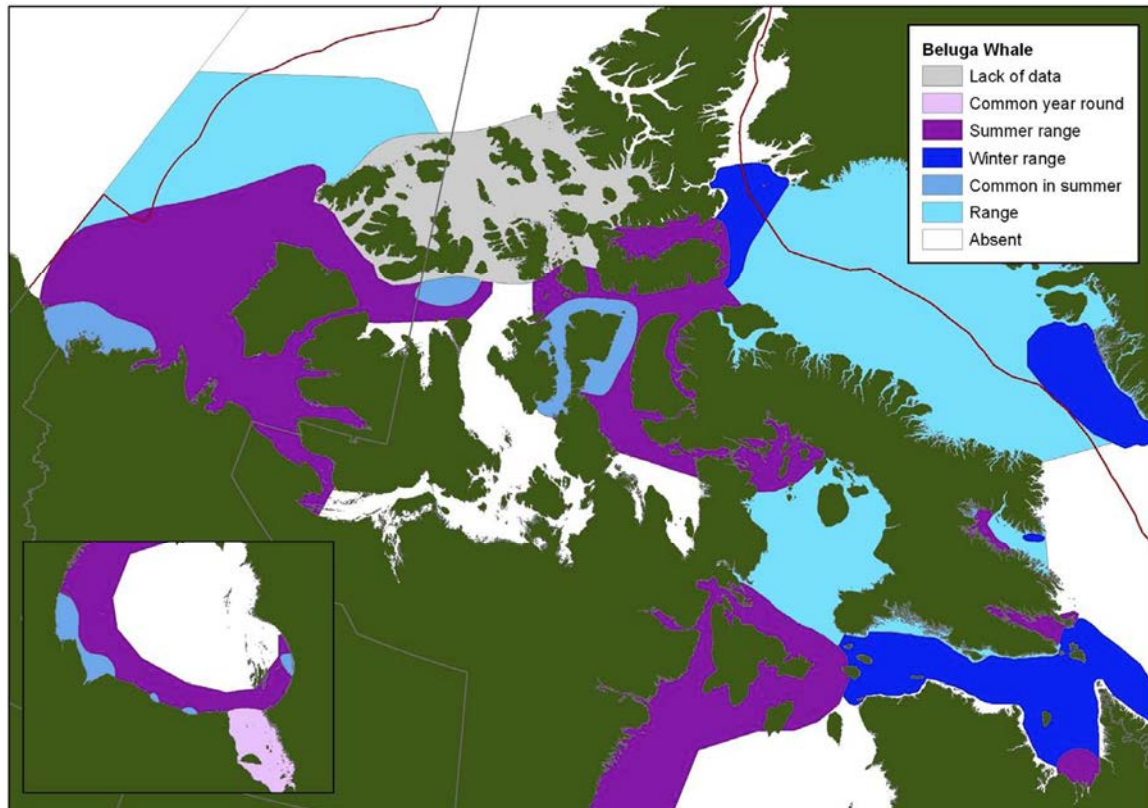 Beluga Whale
Lack of data
Common year round
Summer range
Winter range
Common in summer
Range
Absent